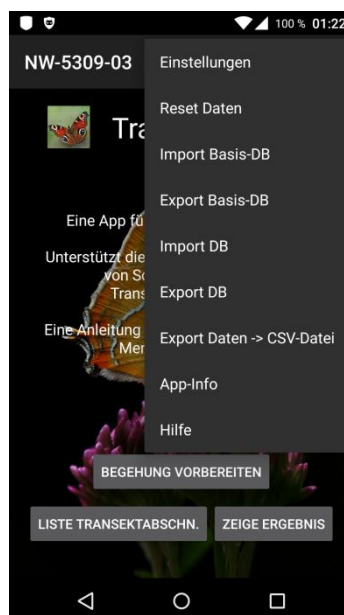 100 % 01:22
NW-5309-03
Einstellungen
Reset Daten
Import Basis-DB
Export Basis-DB
Import DB
Export DB
Export Daten -> CSV-Datei
App-Info
Hilfe
Tra
Eine App fü
Unterstützt die
von Sc
Trans
Eine Anleitung
Mer
BEGEHUNG VORBEREITEN
LISTE TRANSEKTABSCHN.
ZEIGE ERGEBNIS